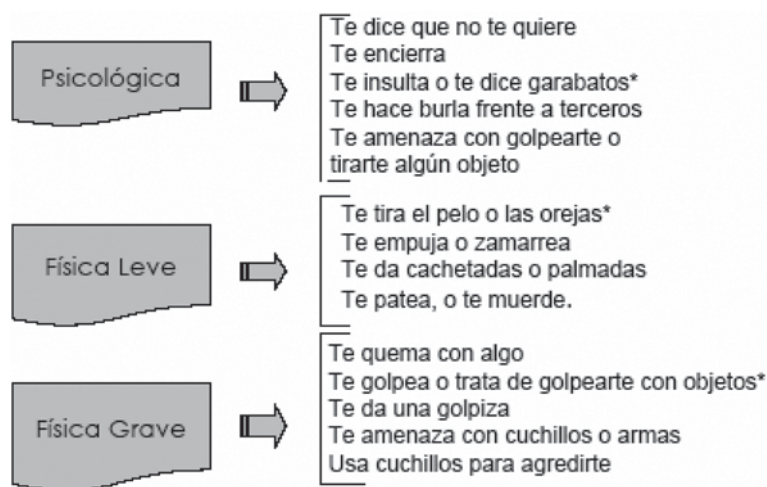 Psicológica
Te dice que no te quiere
Te encierra
Te insulta o te dice garabatos*
Te hace burla frente a terceros
Te amenaza con golpearte o
tirarte algún objeto
Física Leve
Te tira el pelo o las orejas*
Te empuja o zamarrea
Te da cachetadas o palmadas
Te patea, o te muerde.
Física Grave
Te quema con algo
Te golpea o trata de golpearte con objetos*
Te da una golpiza
Te amenaza con cuchillos o armas
Usa cuchillos para agredirte